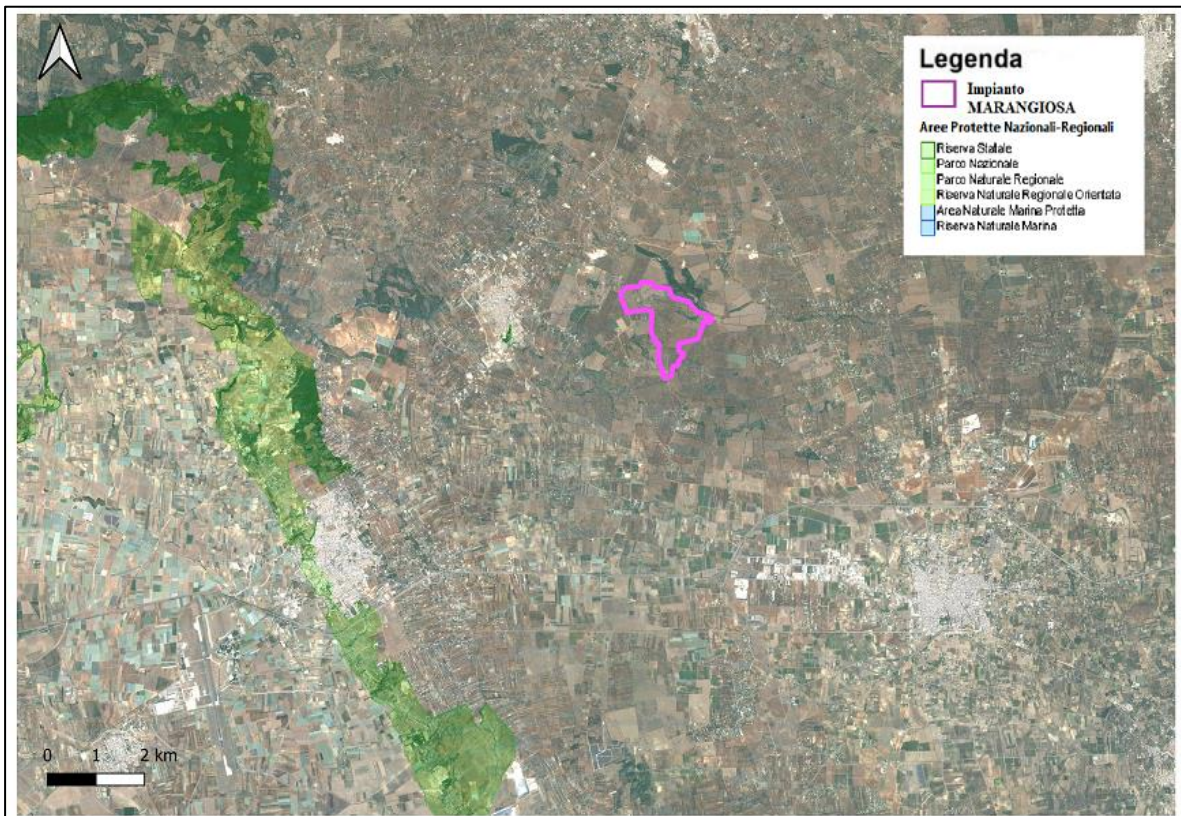 Legenda
Impianto
MARANGIOSA
Aree Protette Nazionali-Regionali
Riserva Statale
Parco Nazionale
Parco Naturale Regionale
Riserva Naturale Regionale Orientata
Area Naturale Marina Protetta
Riserva Naturale Marina
0 1 2 km